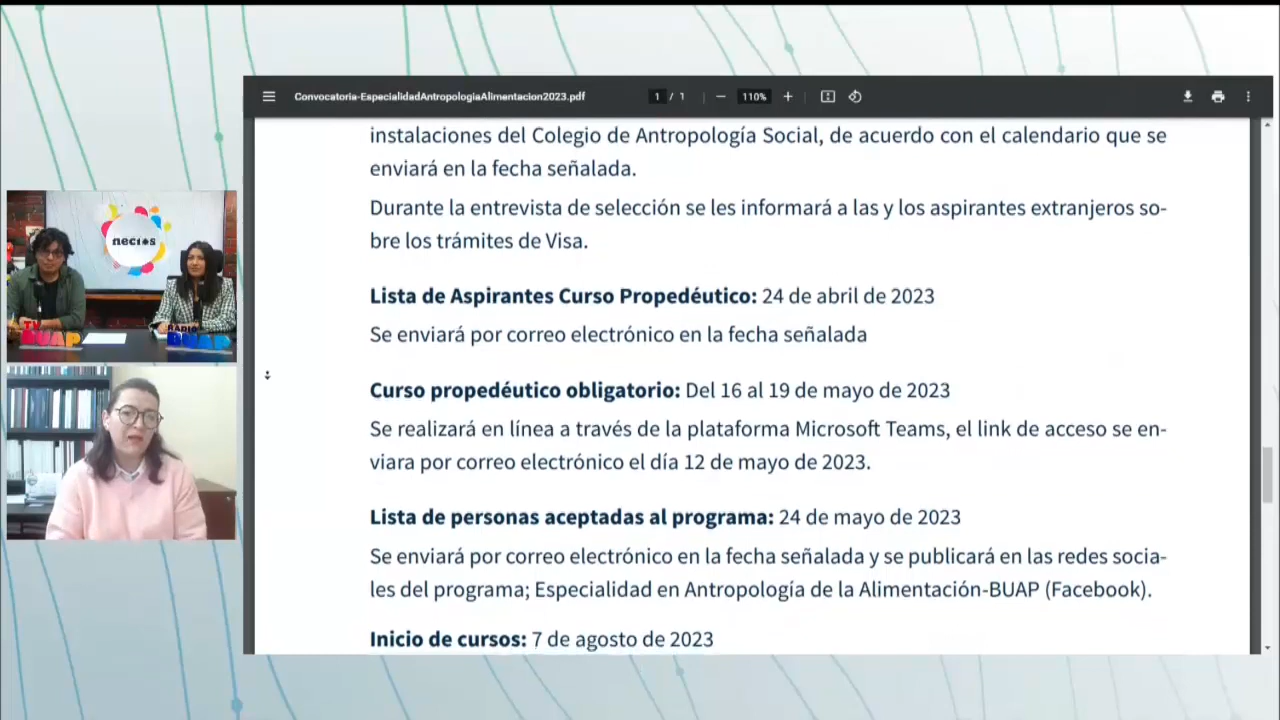 Convocatoria-EspecialidadAntropologiaAlimentacion2023.pdf
1 / 1
110%
instalaciones del Colegio de Antropología Social, de acuerdo con el calendario que se
enviará en la fecha señalada.
Durante la entrevista de selección se les informará a las y los aspirantes extranjeros so-
bre los trámites de Visa.
Lista de Aspirantes Curso Propedéutico: 24 de abril de 2023
Se enviará por correo electrónico en la fecha señalada
Curso propedéutico obligatorio: Del 16 al 19 de mayo de 2023
Se realizará en línea a través de la plataforma Microsoft Teams, el link de acceso se en-
viara por correo electrónico el día 12 de mayo de 2023.
Lista de personas aceptadas al programa: 24 de mayo de 2023
Se enviará por correo electrónico en la fecha señalada y se publicará en las redes socia-
les del programa; Especialidad en Antropología de la Alimentación-BUAP (Facebook).
Inicio de cursos: 7 de agosto de 2023
TV
BUAP
RADIO
BUAP